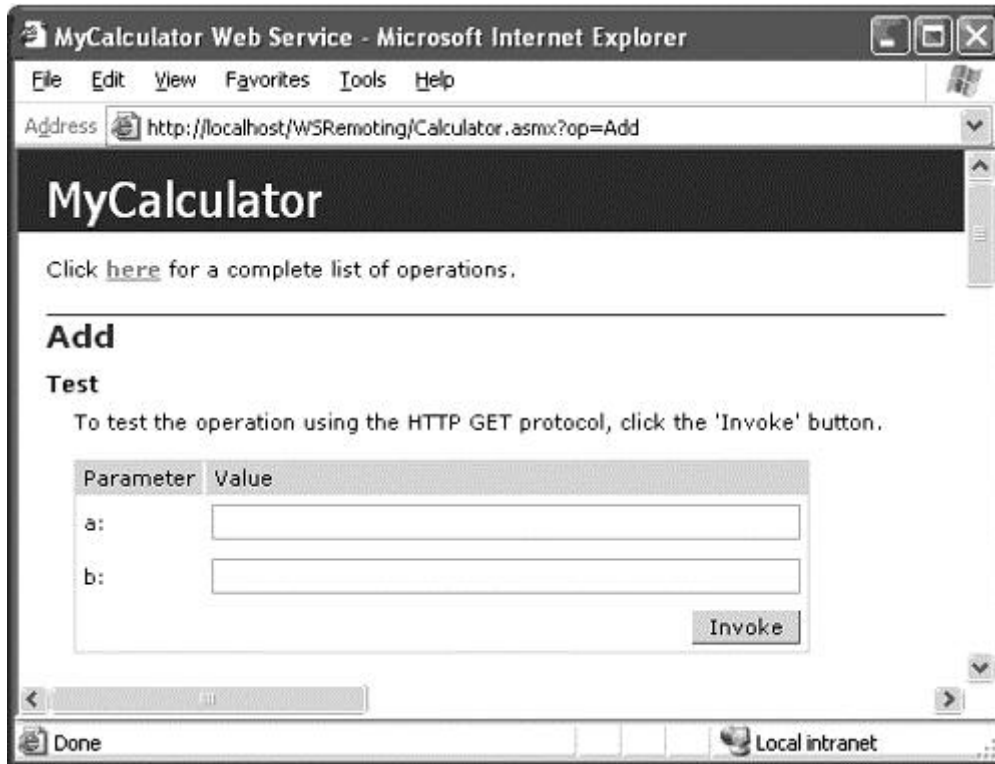 MyCalculator Web Service - Microsoft Internet Explorer
File Edit View Favorites Tools Help
Address http://localhost/WSRemoting/Calculator.asmx?op=Add
MyCalculator
Click here for a complete list of operations.
Add
Test
To test the operation using the HTTP GET protocol, click the 'Invoke' button.
Parameter Value
a:
b:
Invoke
Done Local intranet